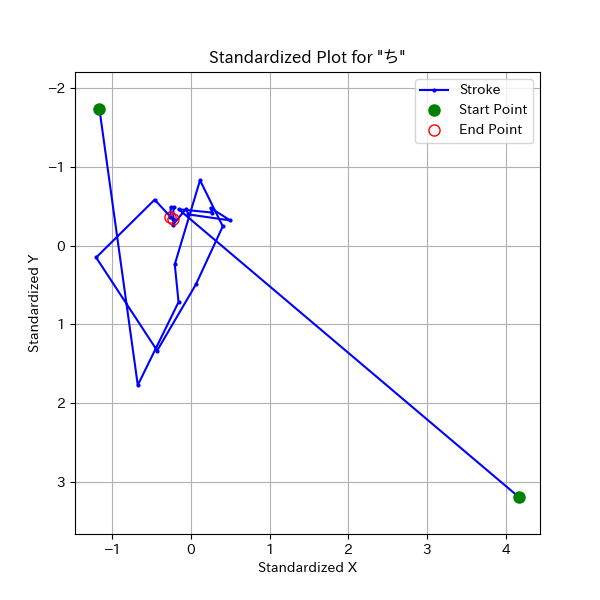 Standardized Plot for "ち"
Stroke
Start Point
End Point
−2
−1
0
1
2
3
Standardized Y
−1 0 1 2 3 4
Standardized X